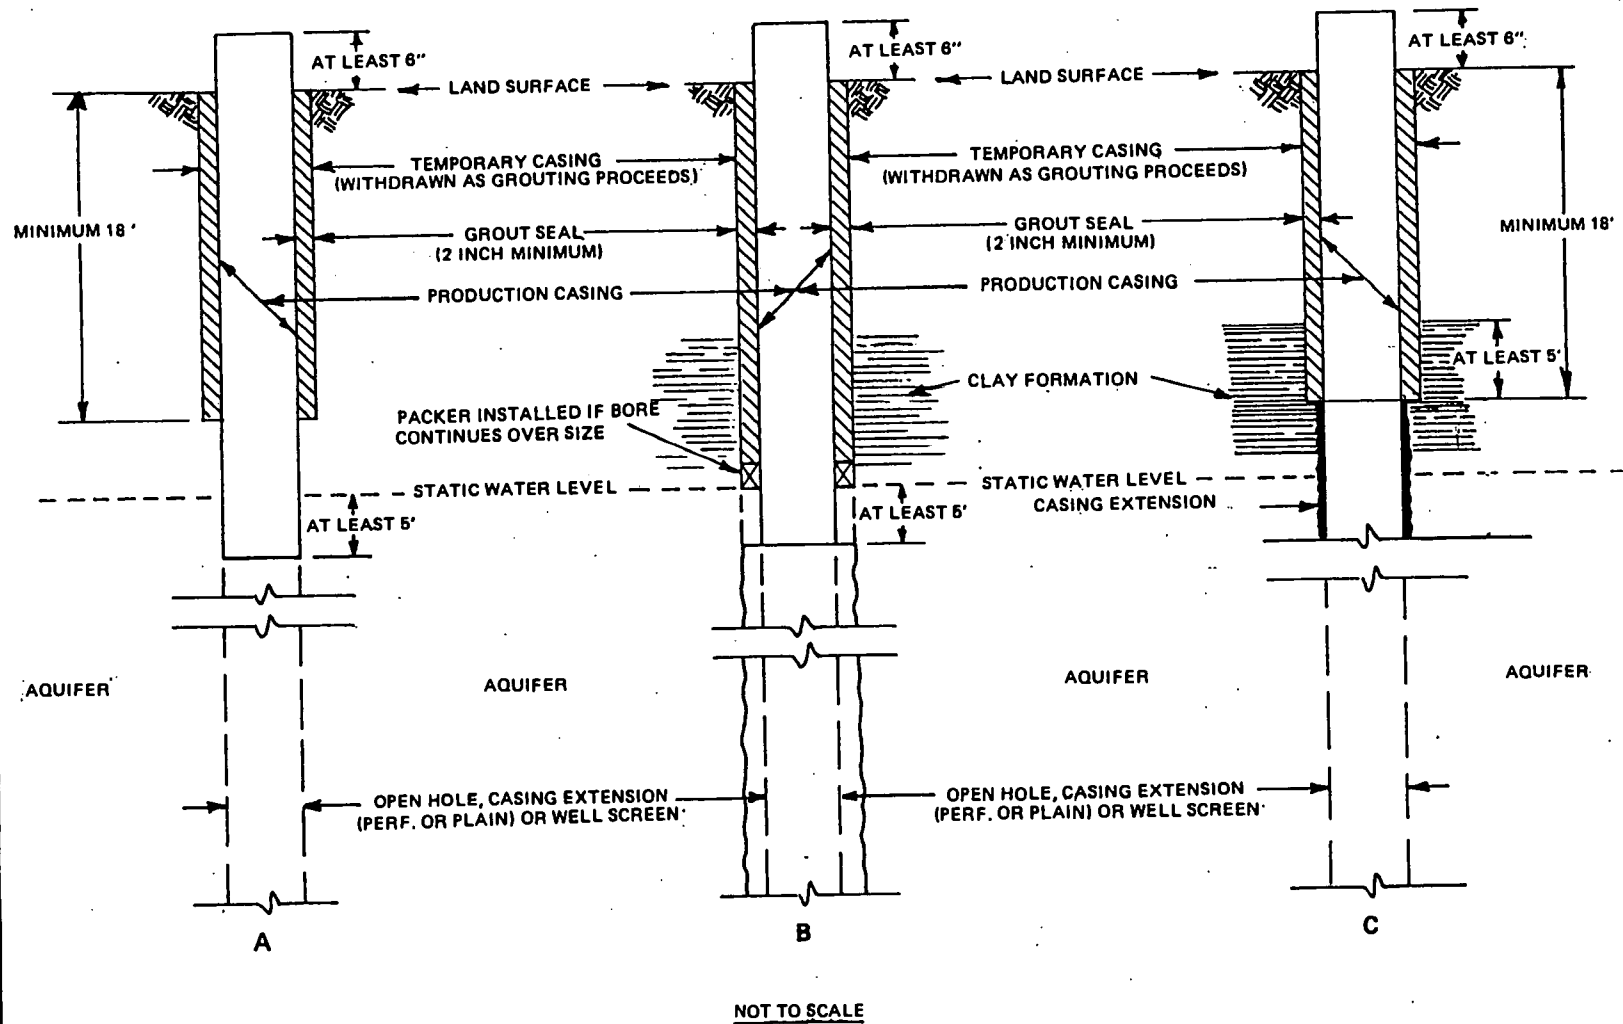 AT LEAST 6"
AT LEAST 6"
AT LEAST 6"
LAND SURFACE
LAND SURFACE
TEMPORARY CASING
(WITHDRAWN AS GROUTING PROCEEDS)
TEMPORARY CASING
(WITHDRAWN AS GROUTING PROCEEDS)
MINIMUM 18'
GROUT SEAL
(2 INCH MINIMUM)
GROUT SEAL
(2 INCH MINIMUM)
MINIMUM 18'
PRODUCTION CASING
PRODUCTION CASING
AT LEAST 5'
CLAY FORMATION
PACKER INSTALLED IF BORE
CONTINUES OVER SIZE
STATIC WATER LEVEL
STATIC WATER LEVEL
CASING EXTENSION
AT LEAST 5'
AT LEAST 5'
AQUIFER
AQUIFER
AQUIFER
AQUIFER
OPEN HOLE, CASING EXTENSION
(PERF. OR PLAIN) OR WELL SCREEN
OPEN HOLE, CASING EXTENSION
(PERF. OR PLAIN) OR WELL SCREEN
A
B
C
NOT TO SCALE